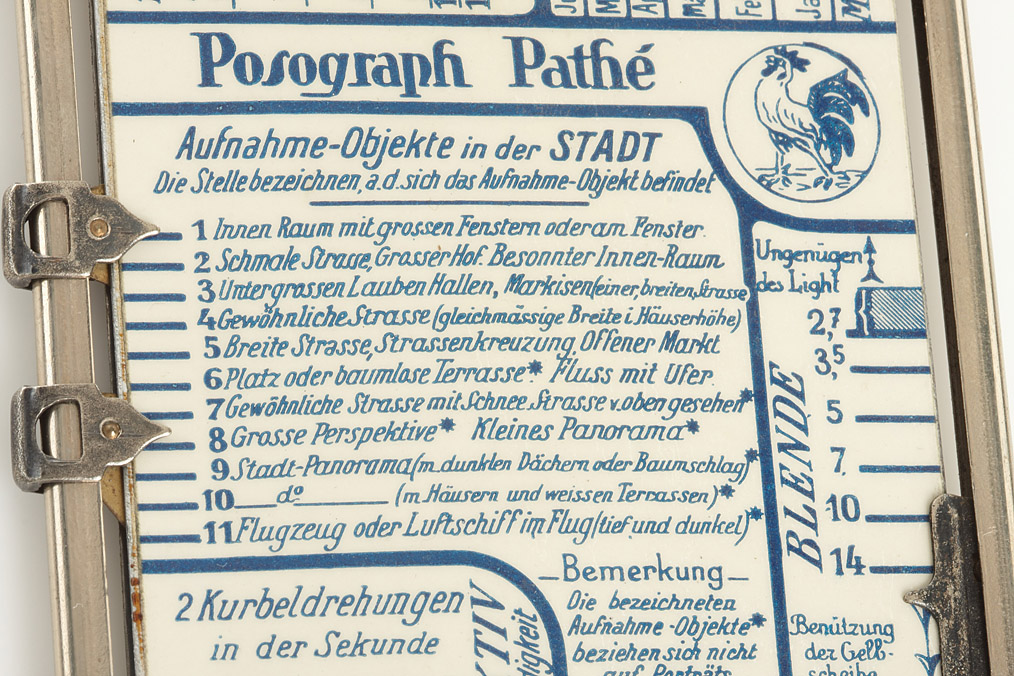 Posograph Pathé
Aufnahme-Objekte in der STADT
Die Stelle bezeichnen, a.d. sich das Aufnahme-Objekt befindet
1 Innen Raum mit grossen Fenstern oder am Fenster.
2 Schmale Strasse, Grosser Hof. Besonnter Innen-Raum
3 Unter grossen Lauben Hallen, Markisen (einer, breiten, Strasse
4 Gewöhnliche Strasse (gleichmässige Breite i. Häuserhöhe)
5 Breite Strasse, Strassenkreuzung, Offener Markt
6 Platz oder baumlose Terrasse* Fluss mit Ufer.
7 Gewöhnliche Strasse mit Schnee, Strasse v. oben gesehen*
8 Grosse Perspektive* Kleines Panorama*
9 Stadt-Panorama (m. dunklen Dächern oder Baumschlag)*
10 do (m. Häusern und weissen Terrassen)*
11 Flugzeug oder Luftschiff im Flug (tief und dunkel)*
2 Kurbeldrehungen
in der Sekunde
Bemerkung
Die bezeichneten
Aufnahme-Objekte*
beziehen sich nicht
auf Porträts
Ungenügen
des Light
BLENDE
2,7
3,5
5
7
10
14
Benützung
der Gelb-
scheibe